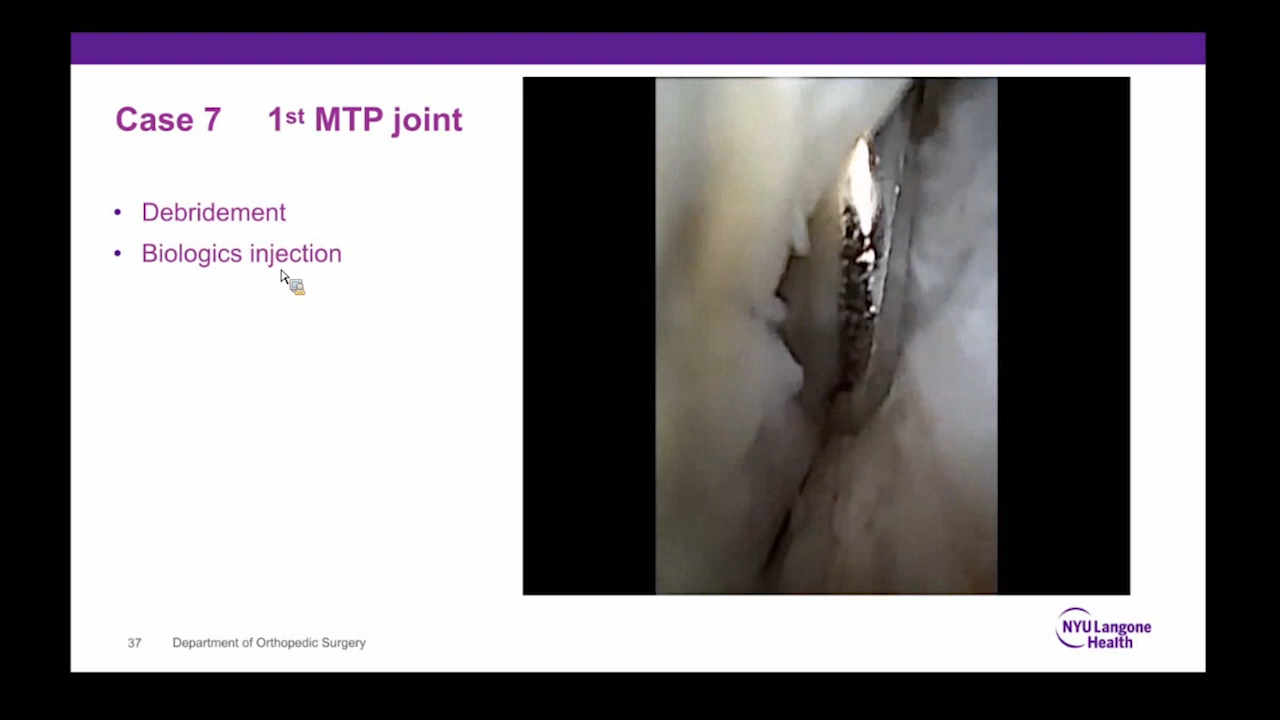 Case 7 1st MTP joint
• Debridement
• Biologics injection
37 Department of Orthopedic Surgery
NYU Langone
Health